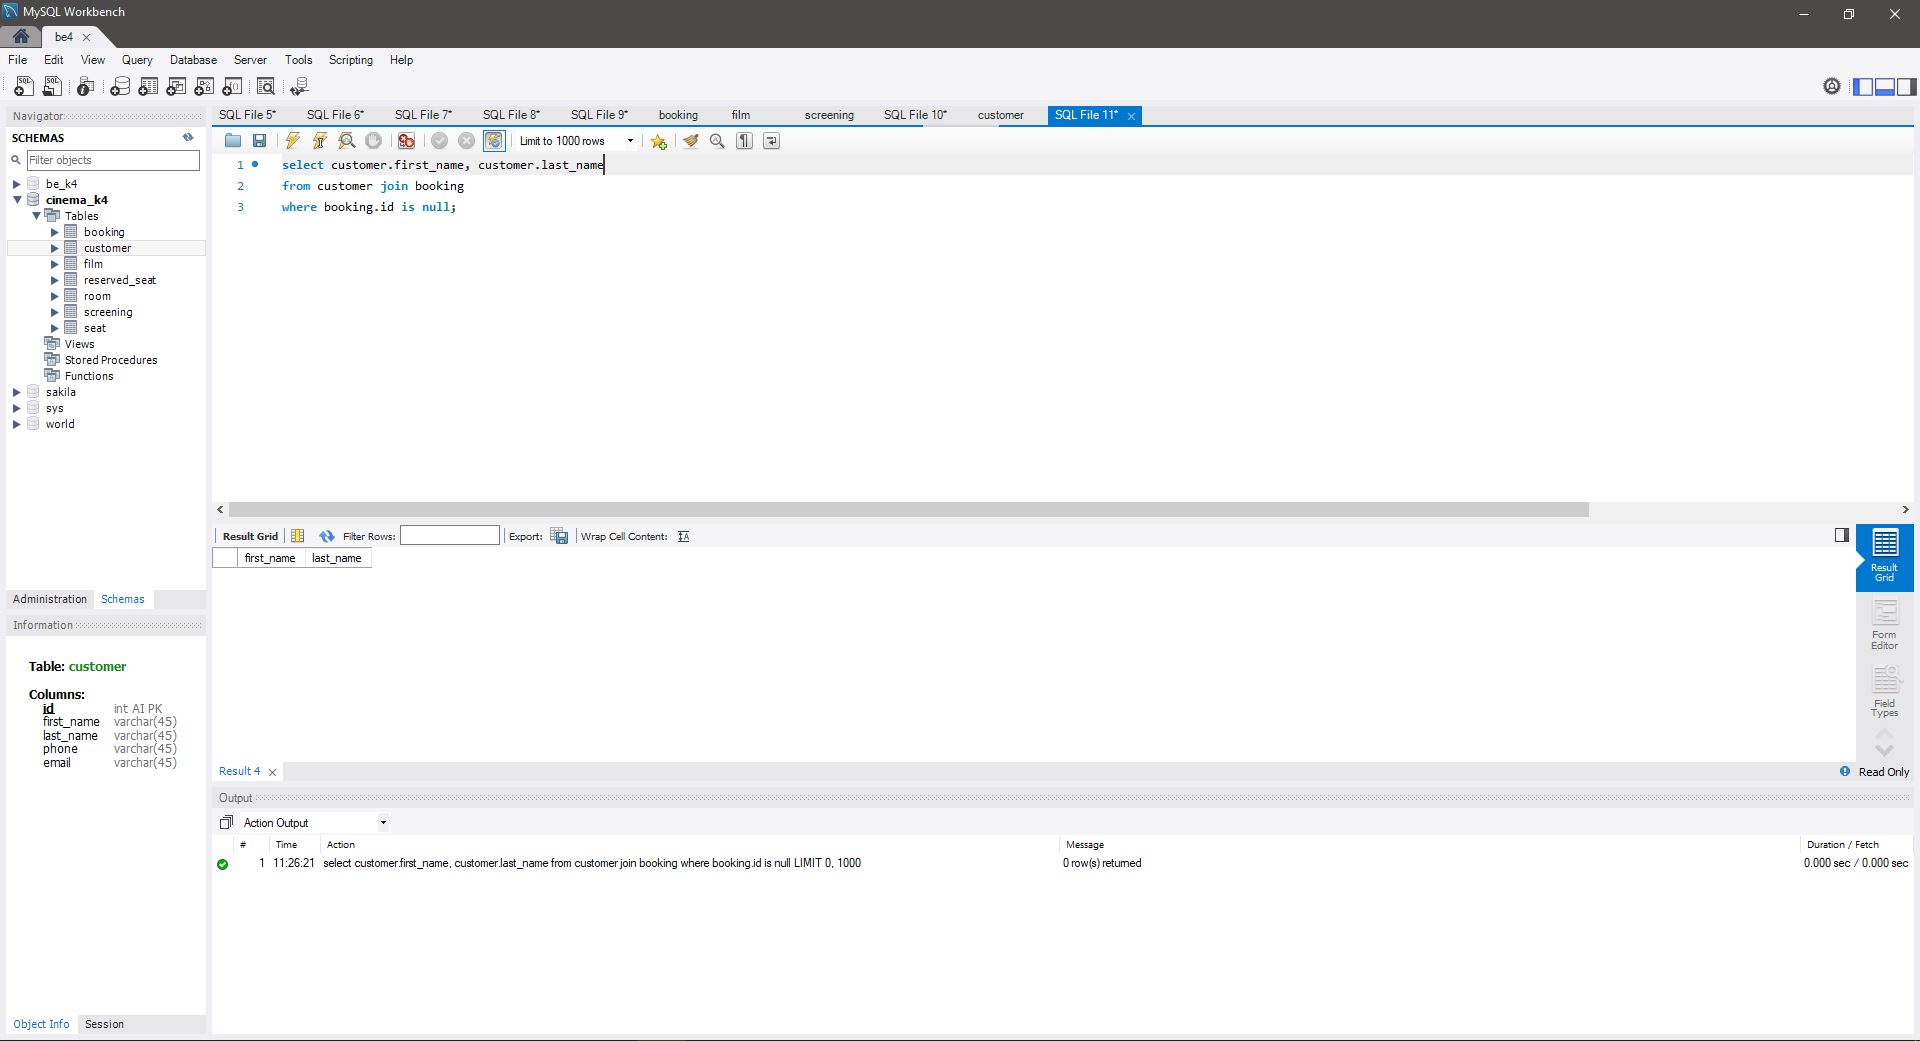 MySQL Workbench
be4
File Edit View Query Database Server Tools Scripting Help
Navigator
SCHEMAS
Filter objects
be_k4
cinema_k4
Tables
booking
customer
film
reserved_seat
room
screening
seat
Views
Stored Procedures
Functions
sakila
sys
world
Administration Schemas
Information
Table: customer
Columns:
id int AI PK
first_name varchar(45)
last_name varchar(45)
phone varchar(45)
email varchar(45)
Object Info Session
SQL File 5* SQL File 6* SQL File 7* SQL File 8* SQL File 9* booking film screening SQL File 10* customer SQL File 11*
Limit to 1000 rows
1 select customer.first_name, customer.last_name
2 from customer join booking
3 where booking.id is null;
Result Grid Filter Rows: Export: Wrap Cell Content:
first_name last_name
Result Grid
Form Editor
Field Types
Result 4
Read Only
Output
Action Output
# Time Action Message Duration / Fetch
1 11:26:21 select customer.first_name, customer.last_name from customer join booking where booking.id is null LIMIT 0, 1000 0 row(s) returned 0.000 sec / 0.000 sec